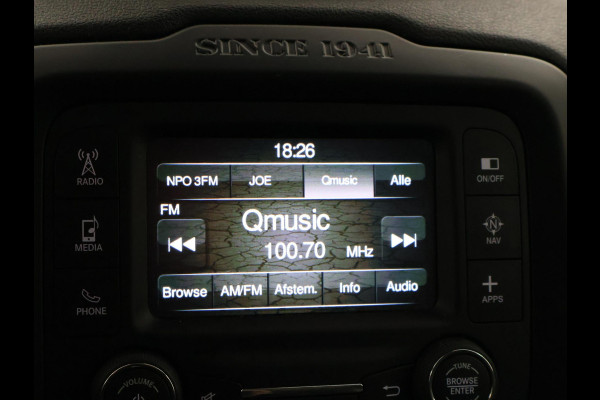 SINCE 1941
18:26
NPO 3FM JOE Qmusic Alle
FM
Qmusic
100.70 MHz
Browse AM/FM Afstem. Info Audio
RADIO
MEDIA
PHONE
ON/OFF
NAV
APPS
VOLUME
TUNE
BROWSE
ENTER